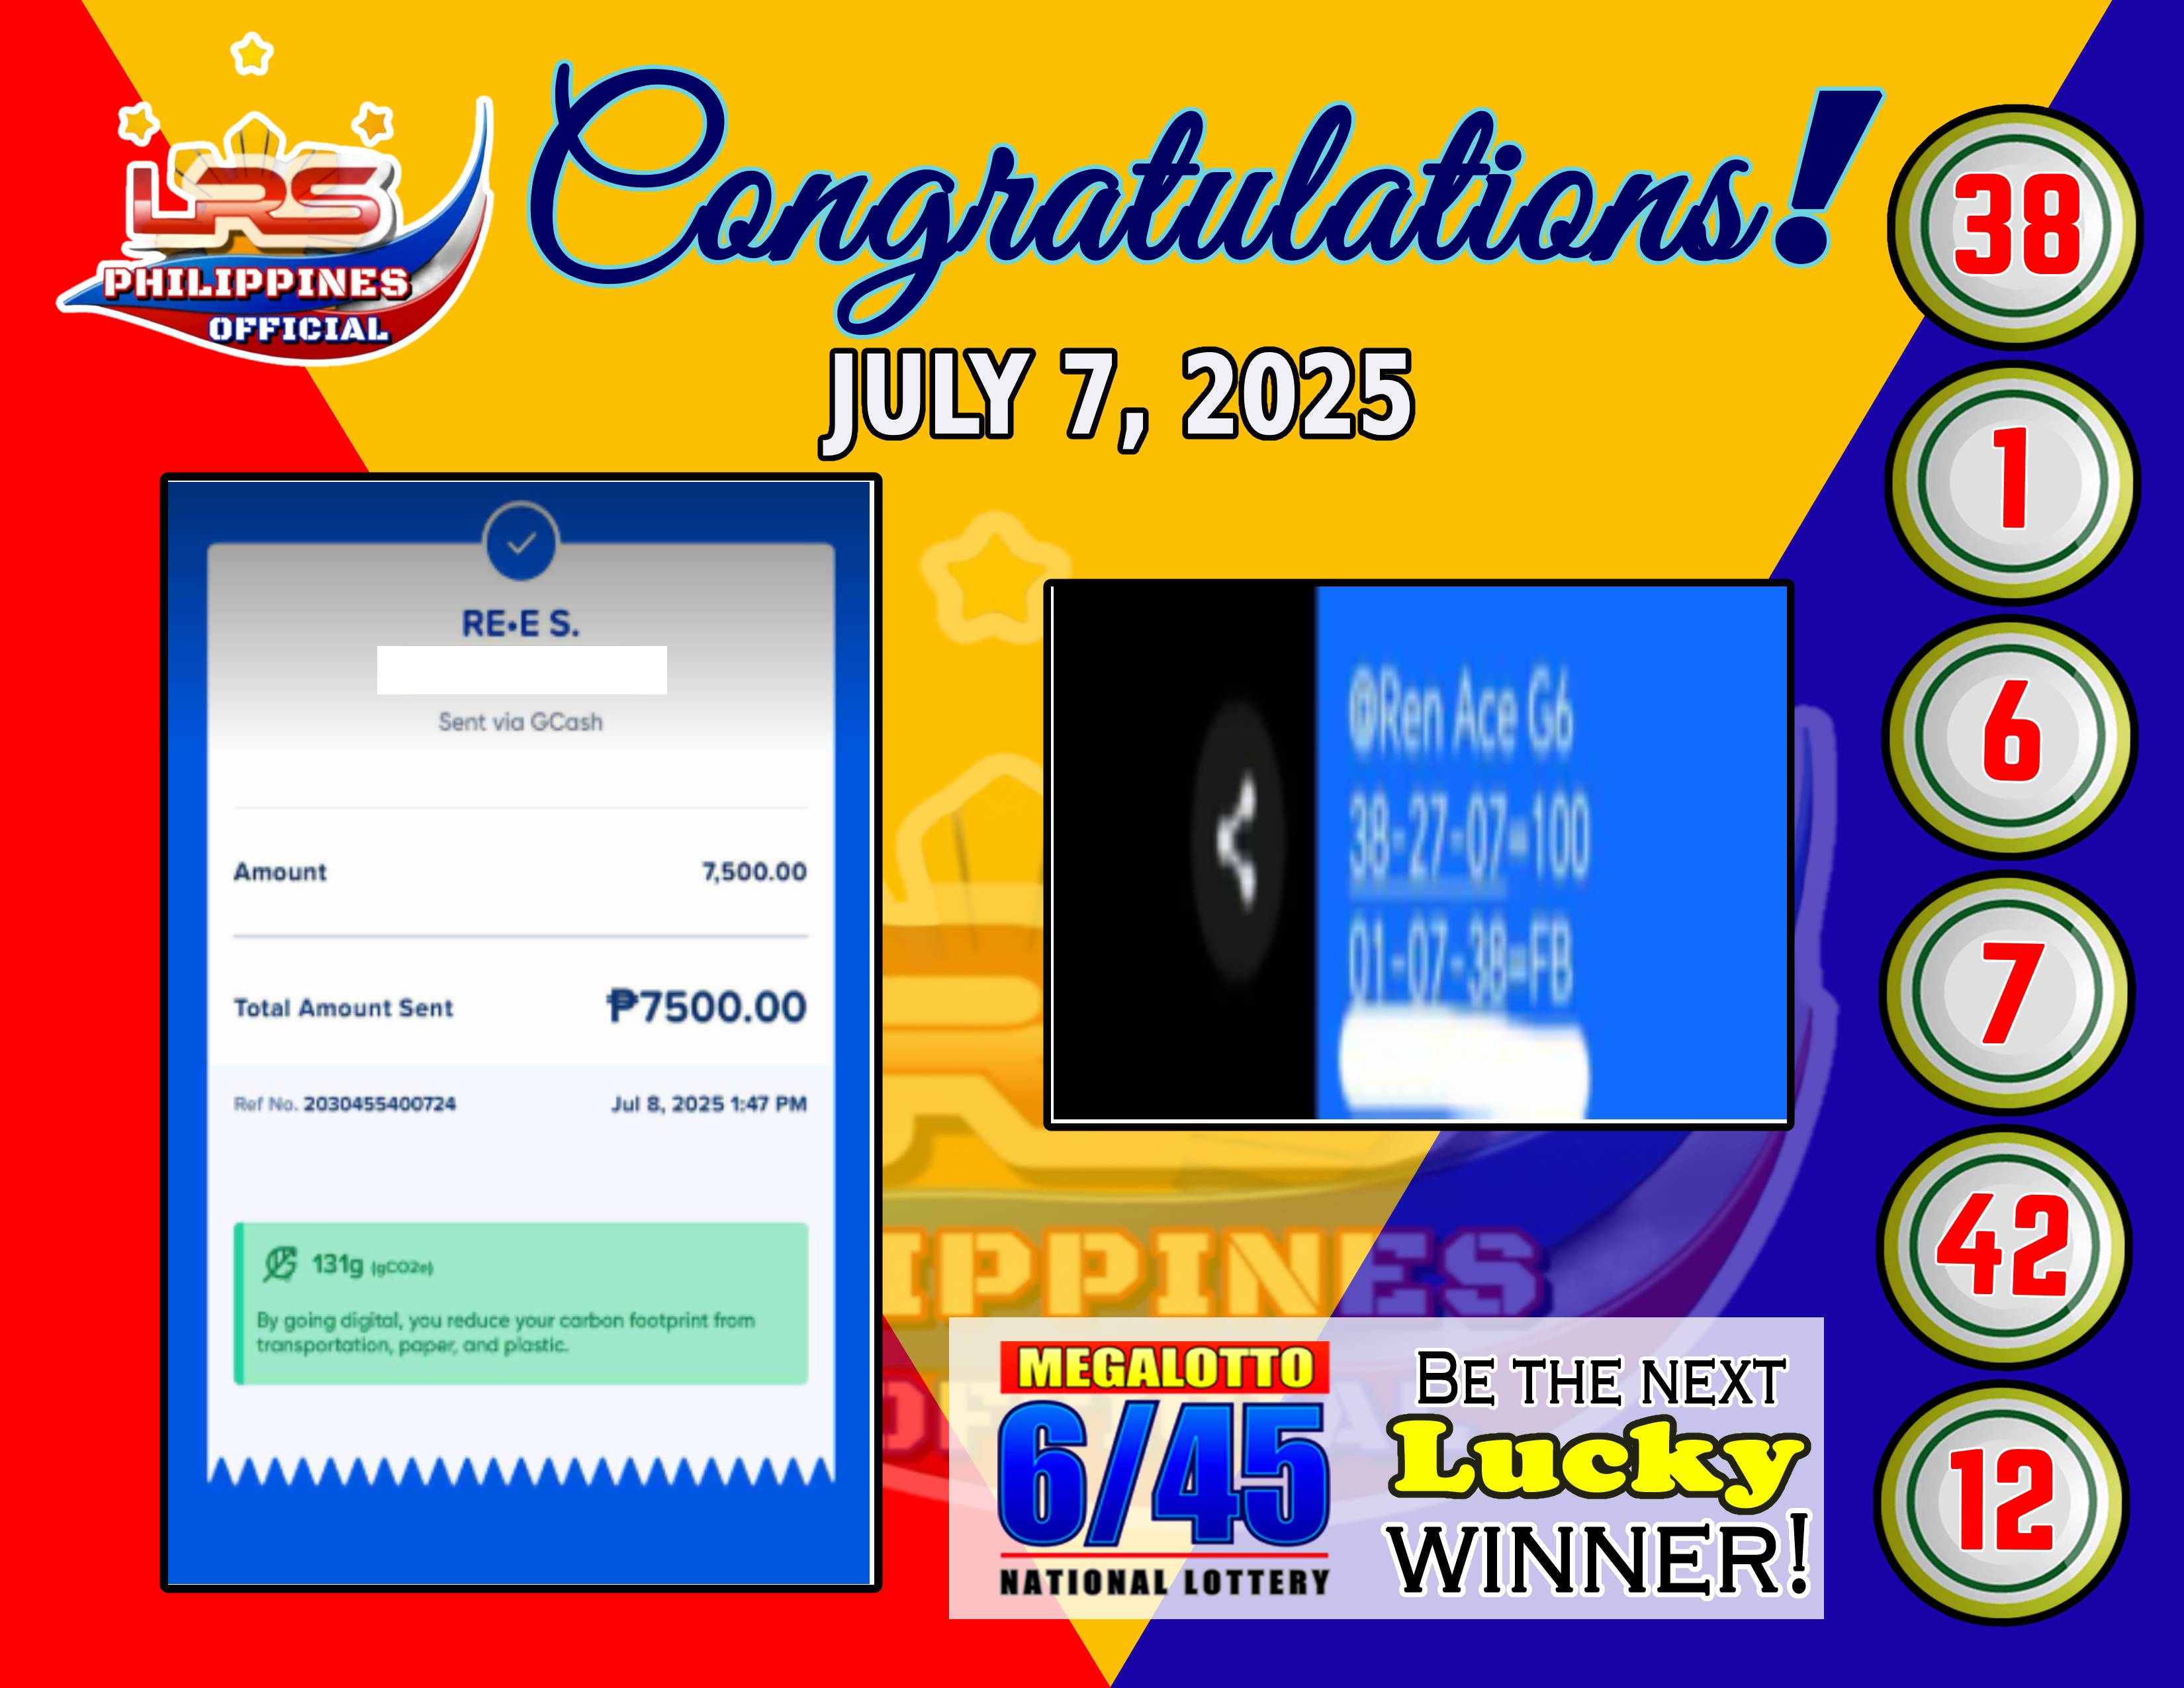 LRS
PHILIPPINES
OFFICIAL
Congratulations!
JULY 7, 2025
RE•E S.
Sent via GCash
Amount 7,500.00
Total Amount Sent ₱7500.00
Ref No. 2030455400724 Jul 8, 2025 1:47 PM
131g (gCO2e)
By going digital, you reduce your carbon footprint from
transportation, paper, and plastic.
@Ren Ace G6
38-27-07=100
01-07-38=FB
MEGALOTTO
6/45
NATIONAL LOTTERY
BE THE NEXT
Lucky
WINNER!
38
1
6
7
42
12